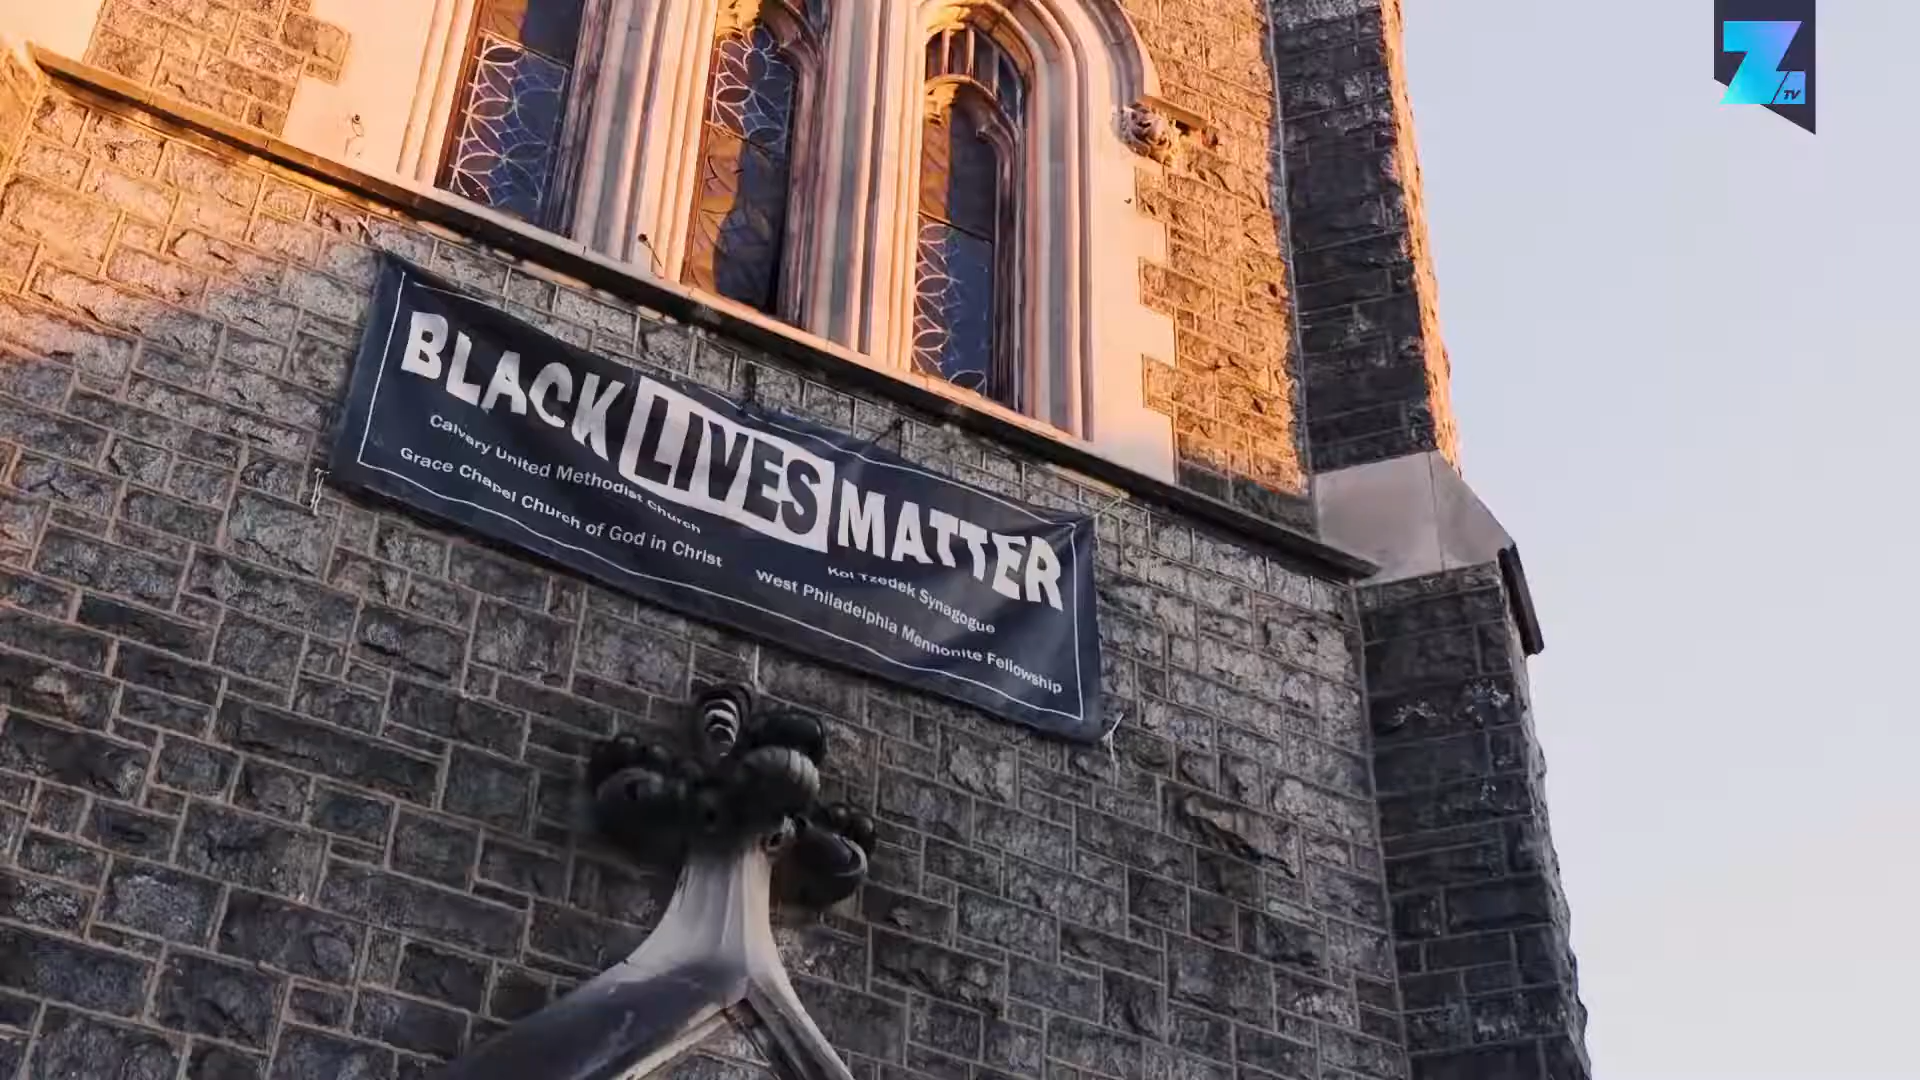 BLACK LIVES MATTER
Calvary United Methodist Church
Grace Chapel Church of God in Christ
Kol Tzedek Synagogue
West Philadelphia Mennonite Fellowship
TV